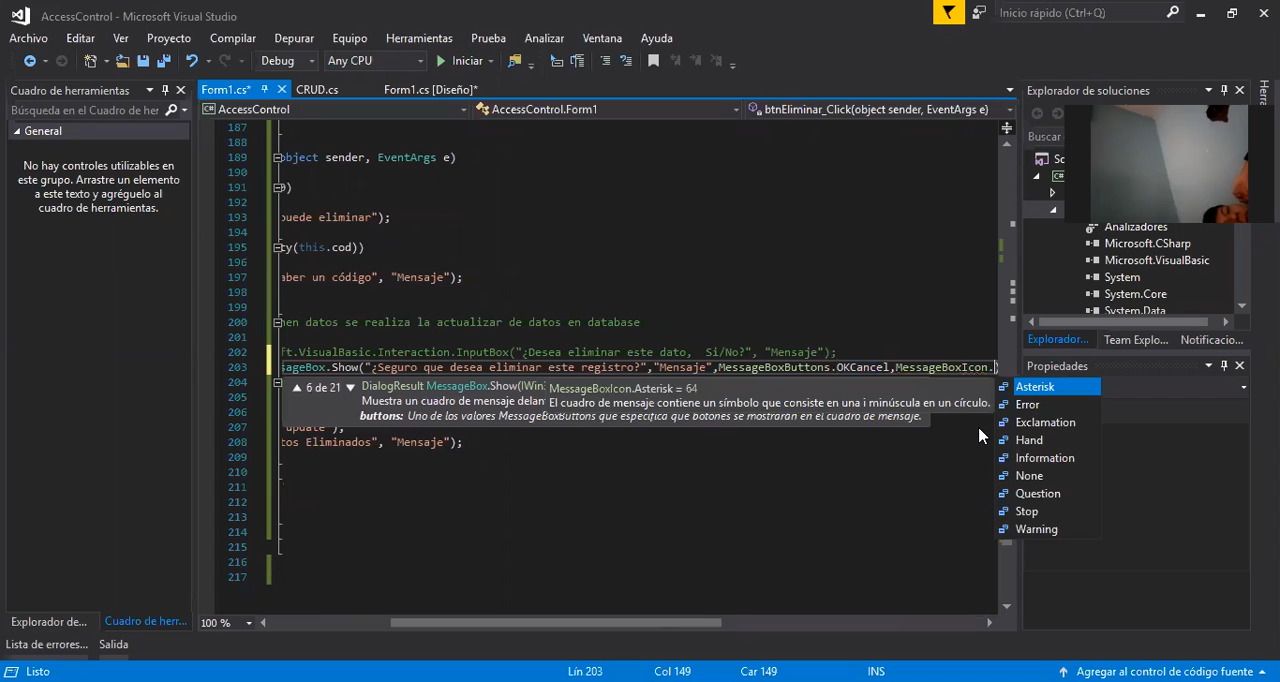 AccessControl - Microsoft Visual Studio
Inicio rápido (Ctrl+Q)
Archivo Editar Ver Proyecto Compilar Depurar Equipo Herramientas Prueba Analizar Ventana Ayuda
Debug Any CPU Iniciar
Cuadro de herramientas
Búsqueda en el Cuadro de her
General
No hay controles utilizables en
este grupo. Arrastre un elemento
a este texto y agréguelo al
cuadro de herramientas.
Form1.cs* CRUD.cs Form1.cs [Diseño]*
AccessControl AccessControl.Form1 btnEliminar_Click(object sender, EventArgs e)
187
188
189 object sender, EventArgs e)
190
191 )
192
193 puede eliminar");
194
195 ty(this.cod))
196
197 aber un código", "Mensaje");
198
199
200 nen datos se realiza la actualizar de datos en database
201
202 ft.VisualBasic.Interaction.InputBox("¿Desea eliminar este dato,  Si/No?", "Mensaje");
203 sageBox.Show("¿Seguro que desea eliminar este registro?","Mensaje",MessageBoxButtons.OKCancel,MessageBoxIcon.)
204
205
206
207 update");
208 tos Eliminados", "Mensaje");
209
210
211
212
213
214
215
216
217
6 de 21 DialogResult MessageBox.Show(IWin
Muestra un cuadro de mensaje delan
buttons: Uno de los valores MessageBoxButtons que especifica qué botones se mostrarán en el cuadro de mensaje.
MessageBoxIcon.Asterisk = 64
El cuadro de mensaje contiene un símbolo que consiste en una i minúscula en un círculo.
Asterisk
Error
Exclamation
Hand
Information
None
Question
Stop
Warning
Explorador de soluciones
Buscar
Analizadores
Microsoft.CSharp
Microsoft.VisualBasic
System
System.Core
System.Data
Explorador... Team Explo... Notificacio...
Propiedades
Herra
100 %
Explorador de... Cuadro de herr...
Lista de errores... Salida
Listo Lín 203 Col 149 Car 149 INS Agregar al control de código fuente